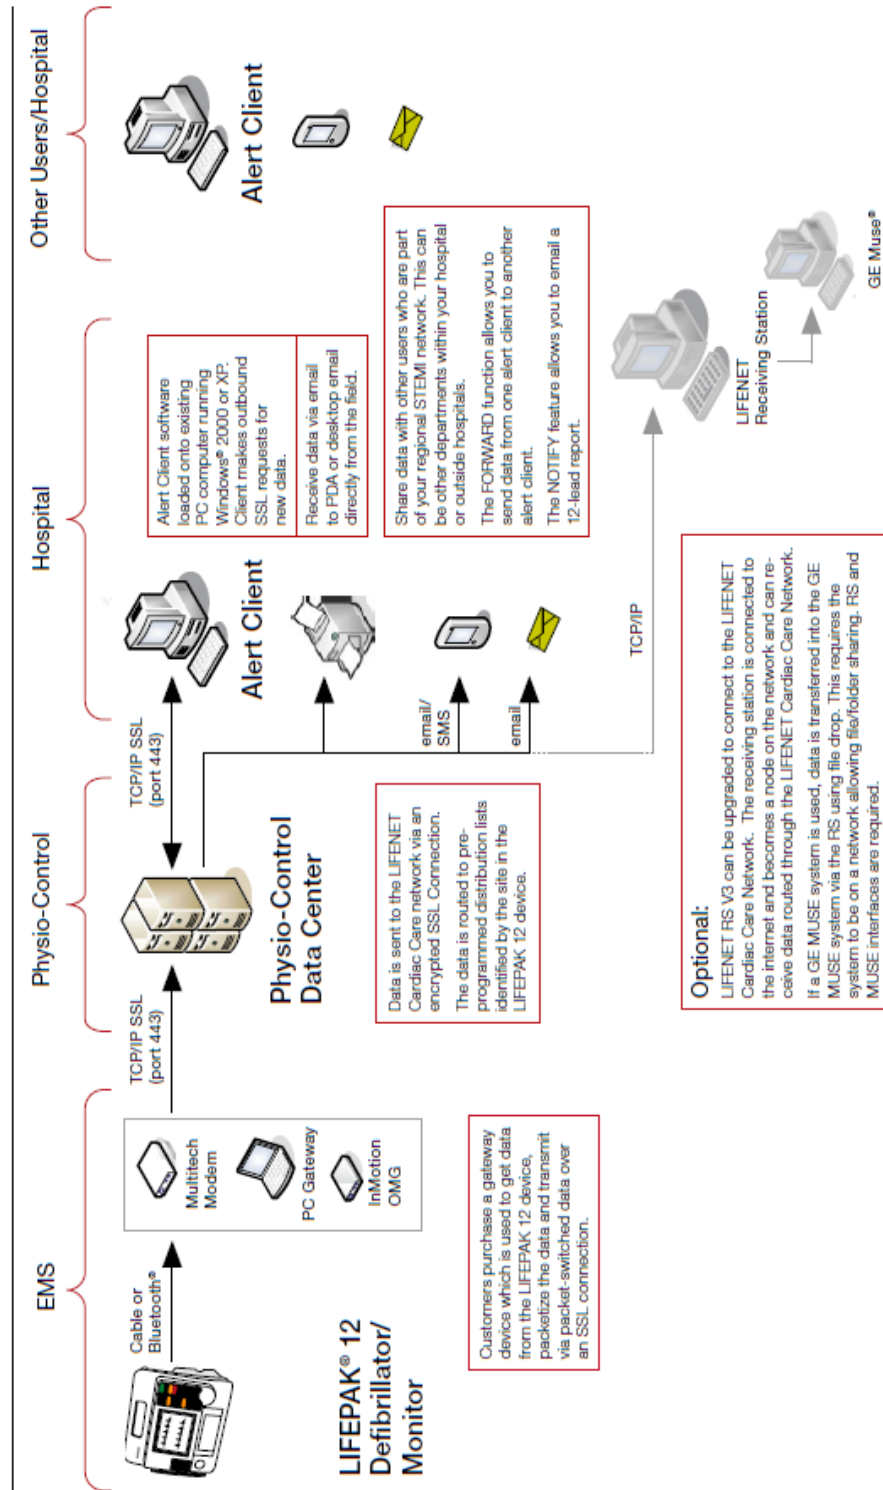 EMS
Physio-Control
Hospital
Other Users/Hospital
Cable or
Bluetooth®
LIFEPAK® 12
Defibrillator/
Monitor
Multitech
Modem
PC Gateway
InMotion
OMG
Customers purchase a gateway
device which is used to get data
from the LIFEPAK 12 device,
packetize the data and transmit
via packet-switched data over
an SSL connection.
TCP/IP SSL
(port 443)
Physio-Control
Data Center
Data is sent to the LIFENET
Cardiac Care network via an
encrypted SSL Connection.
The data is routed to pre-
programmed distribution lists
identified by the site in the
LIFEPAK 12 device.
TCP/IP SSL
(port 443)
Alert Client
email/
SMS
email
TCP/IP
Alert Client software
loaded onto existing
PC computer running
Windows® 2000 or XP.
Client makes outbound
SSL requests for
new data.
Receive data via email
to PDA or desktop email
directly from the field.
Alert Client
Share data with other users who are part
of your regional STEMI network. This can
be other departments within your hospital
or outside hospitals.
The FORWARD function allows you to
send data from one alert client to another
alert client.
The NOTIFY feature allows you to email a
12-lead report.
LIFENET
Receiving Station
GE Muse®
Optional:
LIFENET RS V3 can be upgraded to connect to the LIFENET
Cardiac Care Network. The receiving station is connected to
the internet and becomes a node on the network and can re-
ceive data routed through the LIFENET Cardiac Care Network.
If a GE MUSE system is used, data is transferred into the GE
MUSE system via the RS using file drop. This requires the
system to be on a network allowing file/folder sharing. RS and
MUSE interfaces are required.